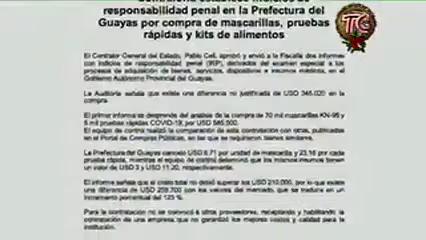 Contraloría establece indicios de
responsabilidad penal en la Prefectura del
Guayas por compra de mascarillas, pruebas
rápidas y kits de alimentos
TC
El Contralor General del Estado, Pablo Celi, aprobó y envió a la Fiscalía dos informes
con indicios de responsabilidad penal (IRP), derivados del examen especial a los
procesos de adquisición de bienes, servicios, dispositivos e insumos médicos, en el
Gobierno Autónomo Provincial del Guayas.
La Auditoría señala que existe una diferencia no justificada de USD 345.020 en la
compra.
El primer informe se desprende del análisis de la compra de 70 mil mascarillas KN-95 y
5 mil pruebas rápidas COVID-19, por USD 585.500.
El equipo de control realizó la comparación de esta contratación con otras, publicadas
en el Portal de Compras Públicas, en las que se requirieron bienes similares.
La Prefectura del Guayas canceló USD 6,71 por unidad de mascarilla y 23,16 por
cada prueba rápida, mientras el equipo de control determinó que los mismos insumos tienen
un valor de USD 3 y USD 11,20, respectivamente.
El informe señala que el costo total no debió superar los USD 210.000, por lo que existe
una diferencia de USD 259.700 con los valores del mercado, que se traduce en un
incremento porcentual del 123 %.
Para la contratación no se convocó a otros proveedores, receptando y habilitando la
contratación de una empresa que no garantizó los mejores costos y calidad para la
institución.